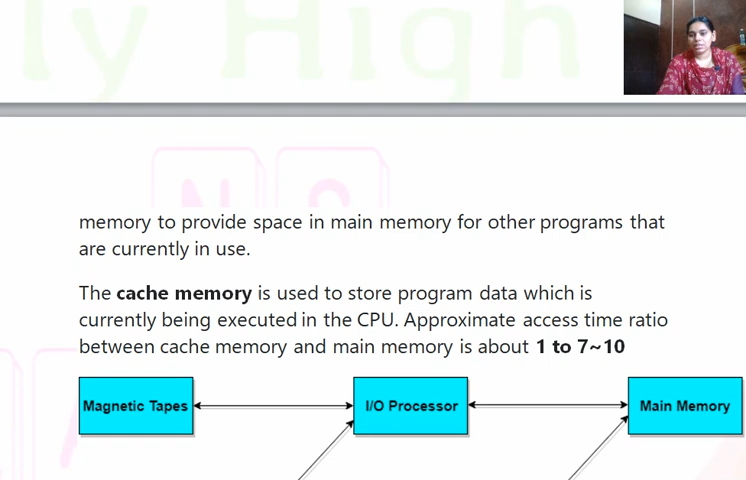 ly High
memory to provide space in main memory for other programs that
are currently in use.
The cache memory is used to store program data which is
currently being executed in the CPU. Approximate access time ratio
between cache memory and main memory is about 1 to 7~10
Magnetic Tapes I/O Processor Main Memory